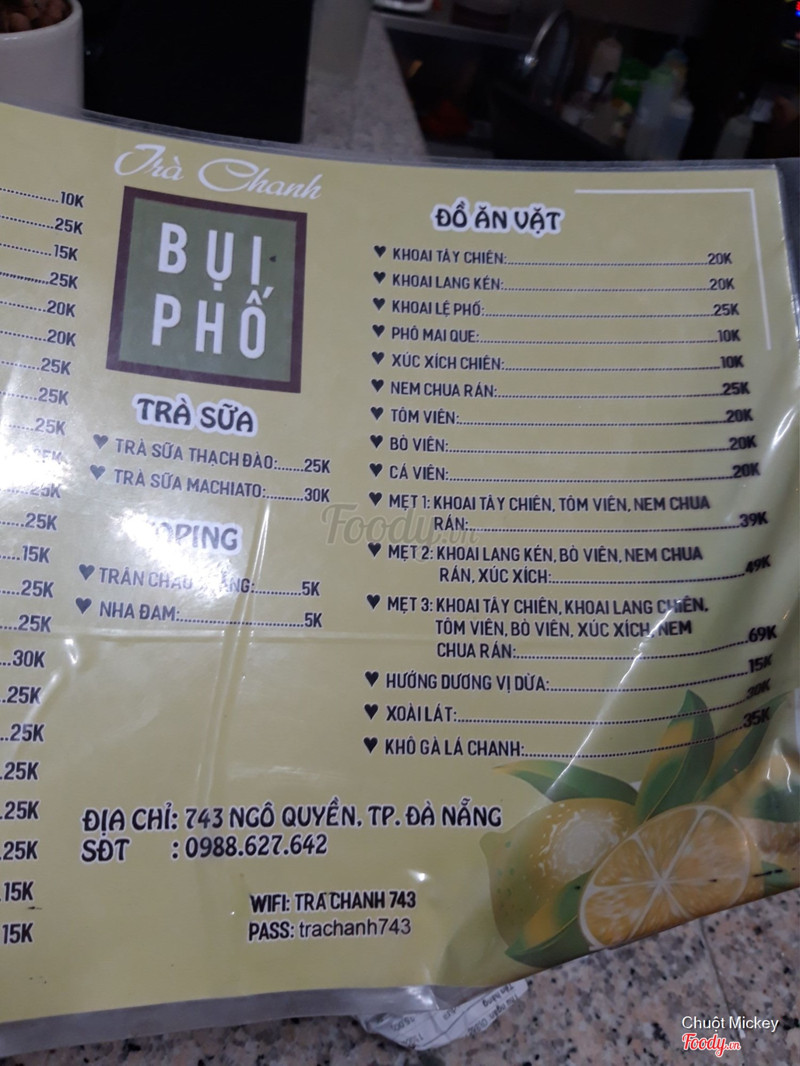 10K
25K
15K
25K
20K
20K
25K
25K
25K
25K
25K
15K
25K
25K
30K
25K
25K
25K
25K
25K
15K
15K
Trà Chanh
BỤI
PHỐ
TRÀ SỮA
TRÀ SỮA THẠCH ĐÀO:.......25K
TRÀ SỮA MACHIATO:..........30K
OPING
TRÂN CHÂU 5K
NHA ĐAM:..............................5K
ĐỒ ĂN VẶT
KHOAI TÂY CHIÊN:..........20K
KHOAI LANG KÉN:..........20K
KHOAI LỆ PHỐ:..........25K
PHÔ MAI QUE:..........10K
XÚC XÍCH CHIÊN:..........10K
NEM CHUA RÁN:..........25K
TÔM VIÊN:..........20K
BÒ VIÊN:..........20K
CÁ VIÊN:..........20K
MẸT 1: KHOAI TÂY CHIÊN, TÔM VIÊN, NEM CHUA
RÁN:..........39K
MẸT 2: KHOAI LANG KÉN, BÒ VIÊN, NEM CHUA
RÁN, XÚC XÍCH:..........49K
MẸT 3: KHOAI TÂY CHIÊN, KHOAI LANG CHIÊN,
TÔM VIÊN, BÒ VIÊN, XÚC XÍCH, NEM
CHUA RÁN:..........69K
HƯỚNG DƯƠNG VỊ DỪA:..........15K
XOÀI LÁT:..........
KHÔ GÀ LÁ CHANH:..........35K
ĐỊA CHỈ: 743 NGÔ QUYỀN. TP. ĐÀ NẴNG
SĐT : 0988.627.642
WIFI: TRÀ CHANH 743
PASS: trachanh743
Foody.vn
Chuột Mickey
Foody.vn